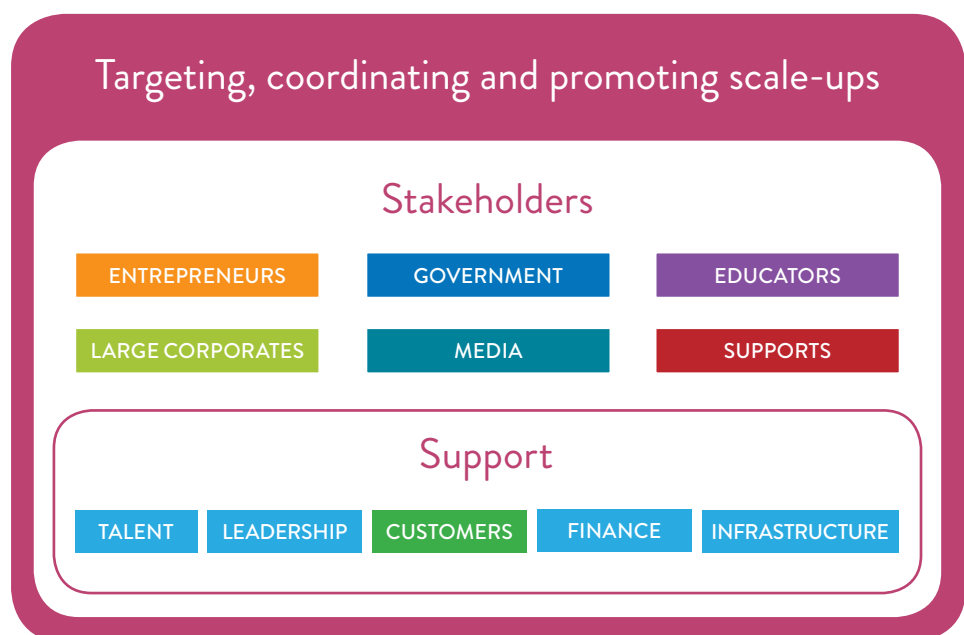 Targeting, coordinating and promoting scale-ups
Stakeholders
ENTREPRENEURS GOVERNMENT EDUCATORS
LARGE CORPORATES MEDIA SUPPORTS
Support
TALENT LEADERSHIP CUSTOMERS FINANCE INFRASTRUCTURE